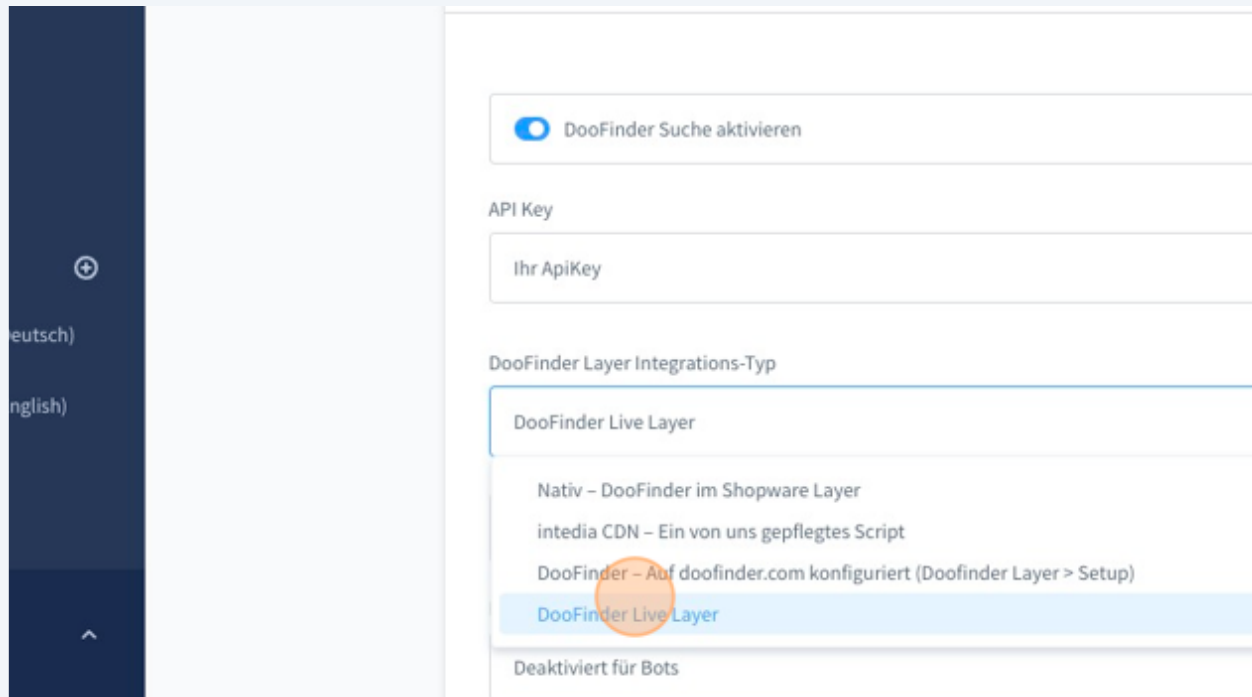 DooFinder Suche aktivieren
API Key
Ihr ApiKey
eutsch)
nglish)
DooFinder Layer Integrations-Typ
DooFinder Live Layer
Nativ – DooFinder im Shopware Layer
intedia CDN – Ein von uns gepflegtes Script
DooFinder – Auf doofinder.com konfiguriert (Doofinder Layer > Setup)
DooFinder Live Layer
Deaktiviert für Bots